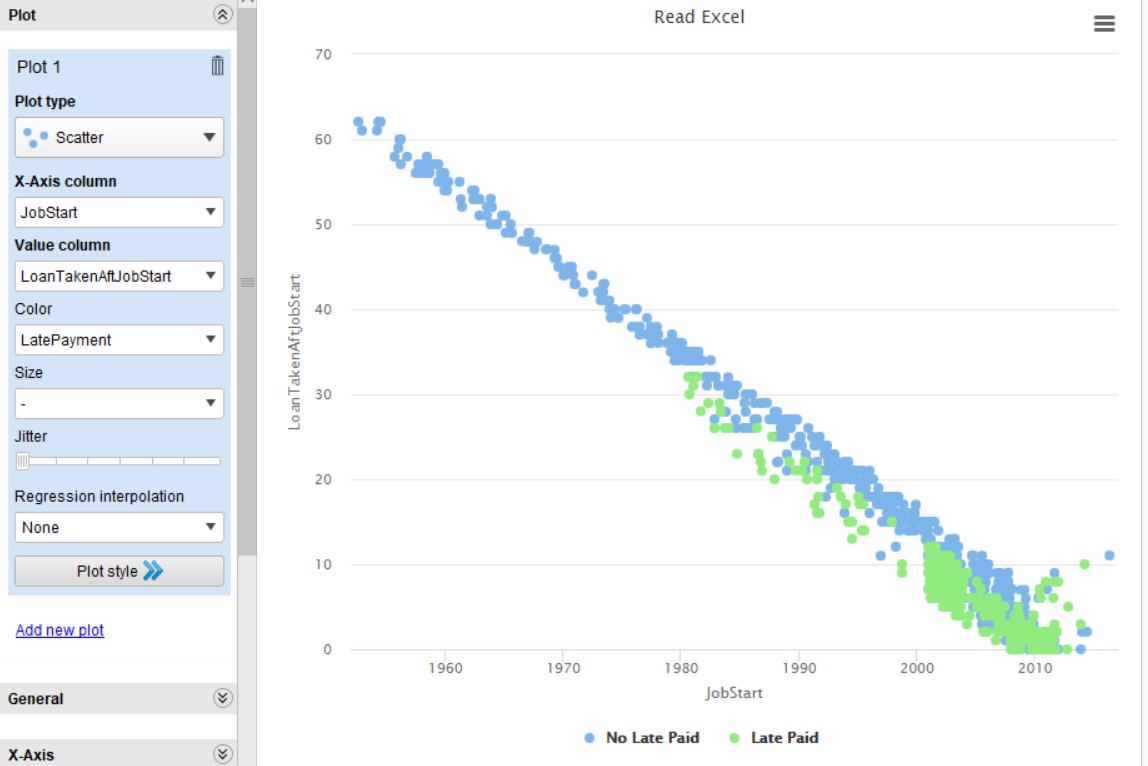 Plot
Plot 1
Plot type
Scatter
X-Axis column
JobStart
Value column
LoanTakenAftJobStart
Color
LatePayment
Size
-
Jitter
Regression interpolation
None
Plot style
Add new plot
General
X-Axis
Read Excel
70
60
50
40
30
20
10
0
LoanTakenAftJobStart
1960 1970 1980 1990 2000 2010
JobStart
No Late Paid Late Paid